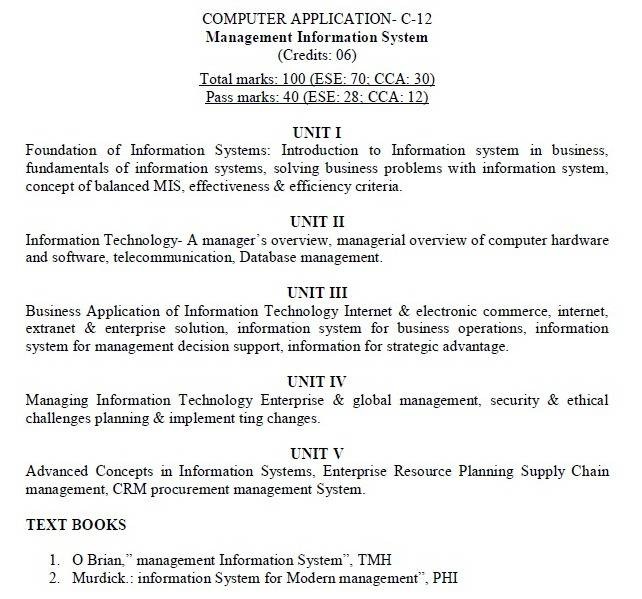 COMPUTER APPLICATION- C-12
Management Information System
(Credits: 06)
Total marks: 100 (ESE: 70; CCA: 30)
Pass marks: 40 (ESE: 28; CCA: 12)
UNIT I
Foundation of Information Systems: Introduction to Information system in business,
fundamentals of information systems, solving business problems with information system,
concept of balanced MIS, effectiveness & efficiency criteria.
UNIT II
Information Technology- A manager's overview, managerial overview of computer hardware
and software, telecommunication, Database management.
UNIT III
Business Application of Information Technology Internet & electronic commerce, internet,
extranet & enterprise solution, information system for business operations, information
system for management decision support, information for strategic advantage.
UNIT IV
Managing Information Technology Enterprise & global management, security & ethical
challenges planning & implement ting changes.
UNIT V
Advanced Concepts in Information Systems, Enterprise Resource Planning Supply Chain
management, CRM procurement management System.
TEXT BOOKS
1. O Brian,” management Information System”, TMH
2. Murdick.: information System for Modern management”, PHI